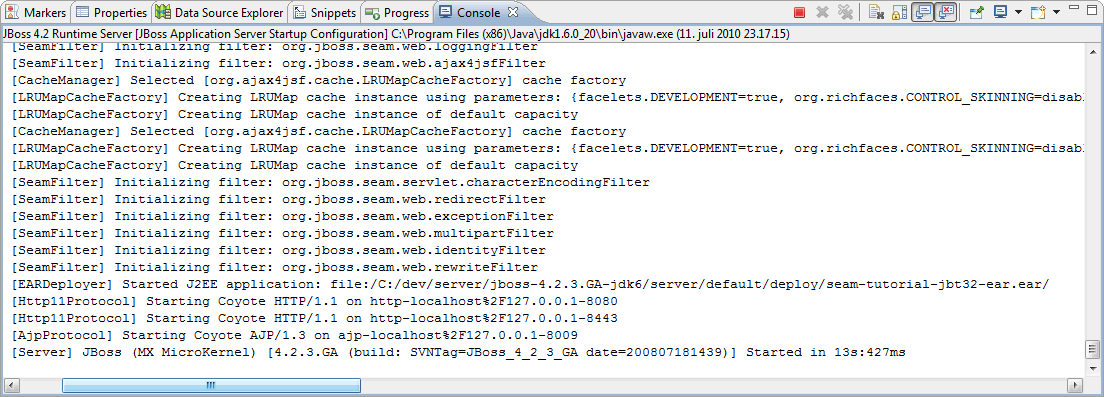 Markers Properties Data Source Explorer Snippets Progress Console
JBoss 4.2 Runtime Server [JBoss Application Server Startup Configuration] C:\Program Files (x86)\Java\jdk1.6.0_20\bin\javaw.exe (11. juli 2010 23.17.15)
[SeamFilter] Initializing filter: org.jboss.seam.web.loggingFilter
[SeamFilter] Initializing filter: org.jboss.seam.web.ajax4jsfFilter
[CacheManager] Selected [org.ajax4jsf.cache.LRUMapCacheFactory] cache factory
[LRUMapCacheFactory] Creating LRUMap cache instance using parameters: {facelets.DEVELOPMENT=true, org.richfaces.CONTROL_SKINNING=disab
[LRUMapCacheFactory] Creating LRUMap cache instance of default capacity
[CacheManager] Selected [org.ajax4jsf.cache.LRUMapCacheFactory] cache factory
[LRUMapCacheFactory] Creating LRUMap cache instance using parameters: {facelets.DEVELOPMENT=true, org.richfaces.CONTROL_SKINNING=disab
[LRUMapCacheFactory] Creating LRUMap cache instance of default capacity
[SeamFilter] Initializing filter: org.jboss.seam.servlet.characterEncodingFilter
[SeamFilter] Initializing filter: org.jboss.seam.web.redirectFilter
[SeamFilter] Initializing filter: org.jboss.seam.web.exceptionFilter
[SeamFilter] Initializing filter: org.jboss.seam.web.multipartFilter
[SeamFilter] Initializing filter: org.jboss.seam.web.identityFilter
[SeamFilter] Initializing filter: org.jboss.seam.web.rewriteFilter
[EARDeployer] Started J2EE application: file:/C:/dev/server/jboss-4.2.3.GA-jdk6/server/default/deploy/seam-tutorial-jbt32-ear.ear/
[Http11Protocol] Starting Coyote HTTP/1.1 on http-localhost%2F127.0.0.1-8080
[Http11Protocol] Starting Coyote HTTP/1.1 on http-localhost%2F127.0.0.1-8443
[AjpProtocol] Starting Coyote AJP/1.3 on ajp-localhost%2F127.0.0.1-8009
[Server] JBoss (MX MicroKernel) [4.2.3.GA (build: SVNTag=JBoss_4_2_3_GA date=200807181439)] Started in 13s:427ms